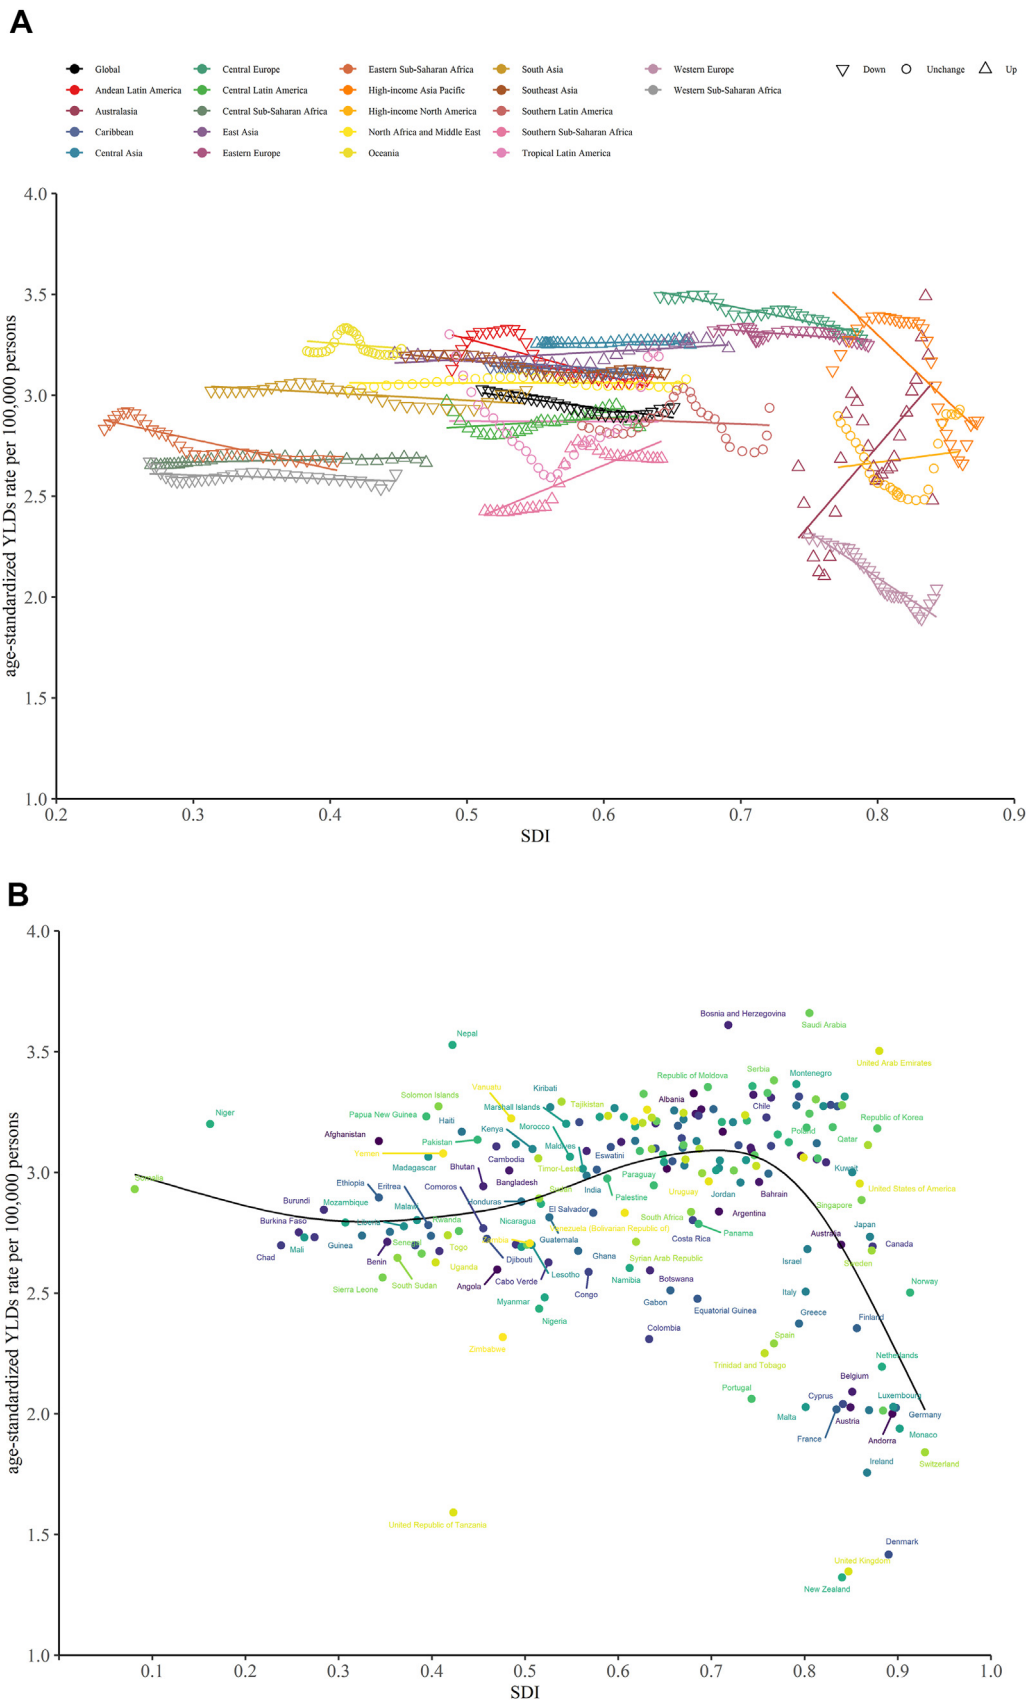 A
Global
Central Europe
Eastern Sub-Saharan Africa
South Asia
Western Europe
Down
Unchange
Up
Andean Latin America
Central Latin America
High-income Asia Pacific
Southeast Asia
Western Sub-Saharan Africa
Australasia
Central Sub-Saharan Africa
High-income North America
Southern Latin America
Caribbean
East Asia
North Africa and Middle East
Southern Sub-Saharan Africa
Central Asia
Eastern Europe
Oceania
Tropical Latin America
age-standardized YLDs rate per 100,000 persons
4.0
3.5
3.0
2.5
2.0
1.5
1.0
0.2
0.3
0.4
0.5
0.6
0.7
0.8
0.9
SDI
B
age-standardized YLDs rate per 100,000 persons
4.0
3.5
3.0
2.5
2.0
1.5
1.0
Bosnia and Herzegovina
Saudi Arabia
Nepal
United Arab Emirates
Republic of Moldova
Serbia
Montenegro
Vanuatu
Kiribati
Solomon Islands
Albania
Tajikistan
Marshall Islands
Chile
Niger
Papua New Guinea
Haiti
Republic of Korea
Kenya
Morocco
Afghanistan
Poland
Qatar
Pakistan
Yemen
Maldives
Eswatini
Cambodia
Madagascar
Bhutan
Timor-Leste
Kuwait
Somalia
Paraguay
Bangladesh
Ethiopia
Eritrea
Comoros
Sudan
India
Uruguay
Jordan
Bahrain
United States of America
Palestine
Singapore
Burundi
Mozambique
Honduras
Malawi
El Salvador
South Africa
Argentina
Burkina Faso
Liberia
Rwanda
Nicaragua
Venezuela (Bolivarian Republic of)
Panama
Costa Rica
Australia
Japan
Canada
Guinea
Senegal
Togo
Zambia
Guatemala
Mali
Chad
Benin
Uganda
Djibouti
Ghana
Syrian Arab Republic
Israel
Sweden
Sierra Leone
South Sudan
Angola
Cabo Verde
Lesotho
Namibia
Botswana
Norway
Congo
Gabon
Equatorial Guinea
Italy
Myanmar
Nigeria
Greece
Finland
Colombia
Spain
Zimbabwe
Trinidad and Tobago
Netherlands
Belgium
Portugal
Cyprus
Luxembourg
Malta
Austria
Germany
France
Andorra
Monaco
Ireland
Switzerland
United Republic of Tanzania
Denmark
United Kingdom
New Zealand
0.1
0.2
0.3
0.4
0.5
0.6
0.7
0.8
0.9
1.0
SDI